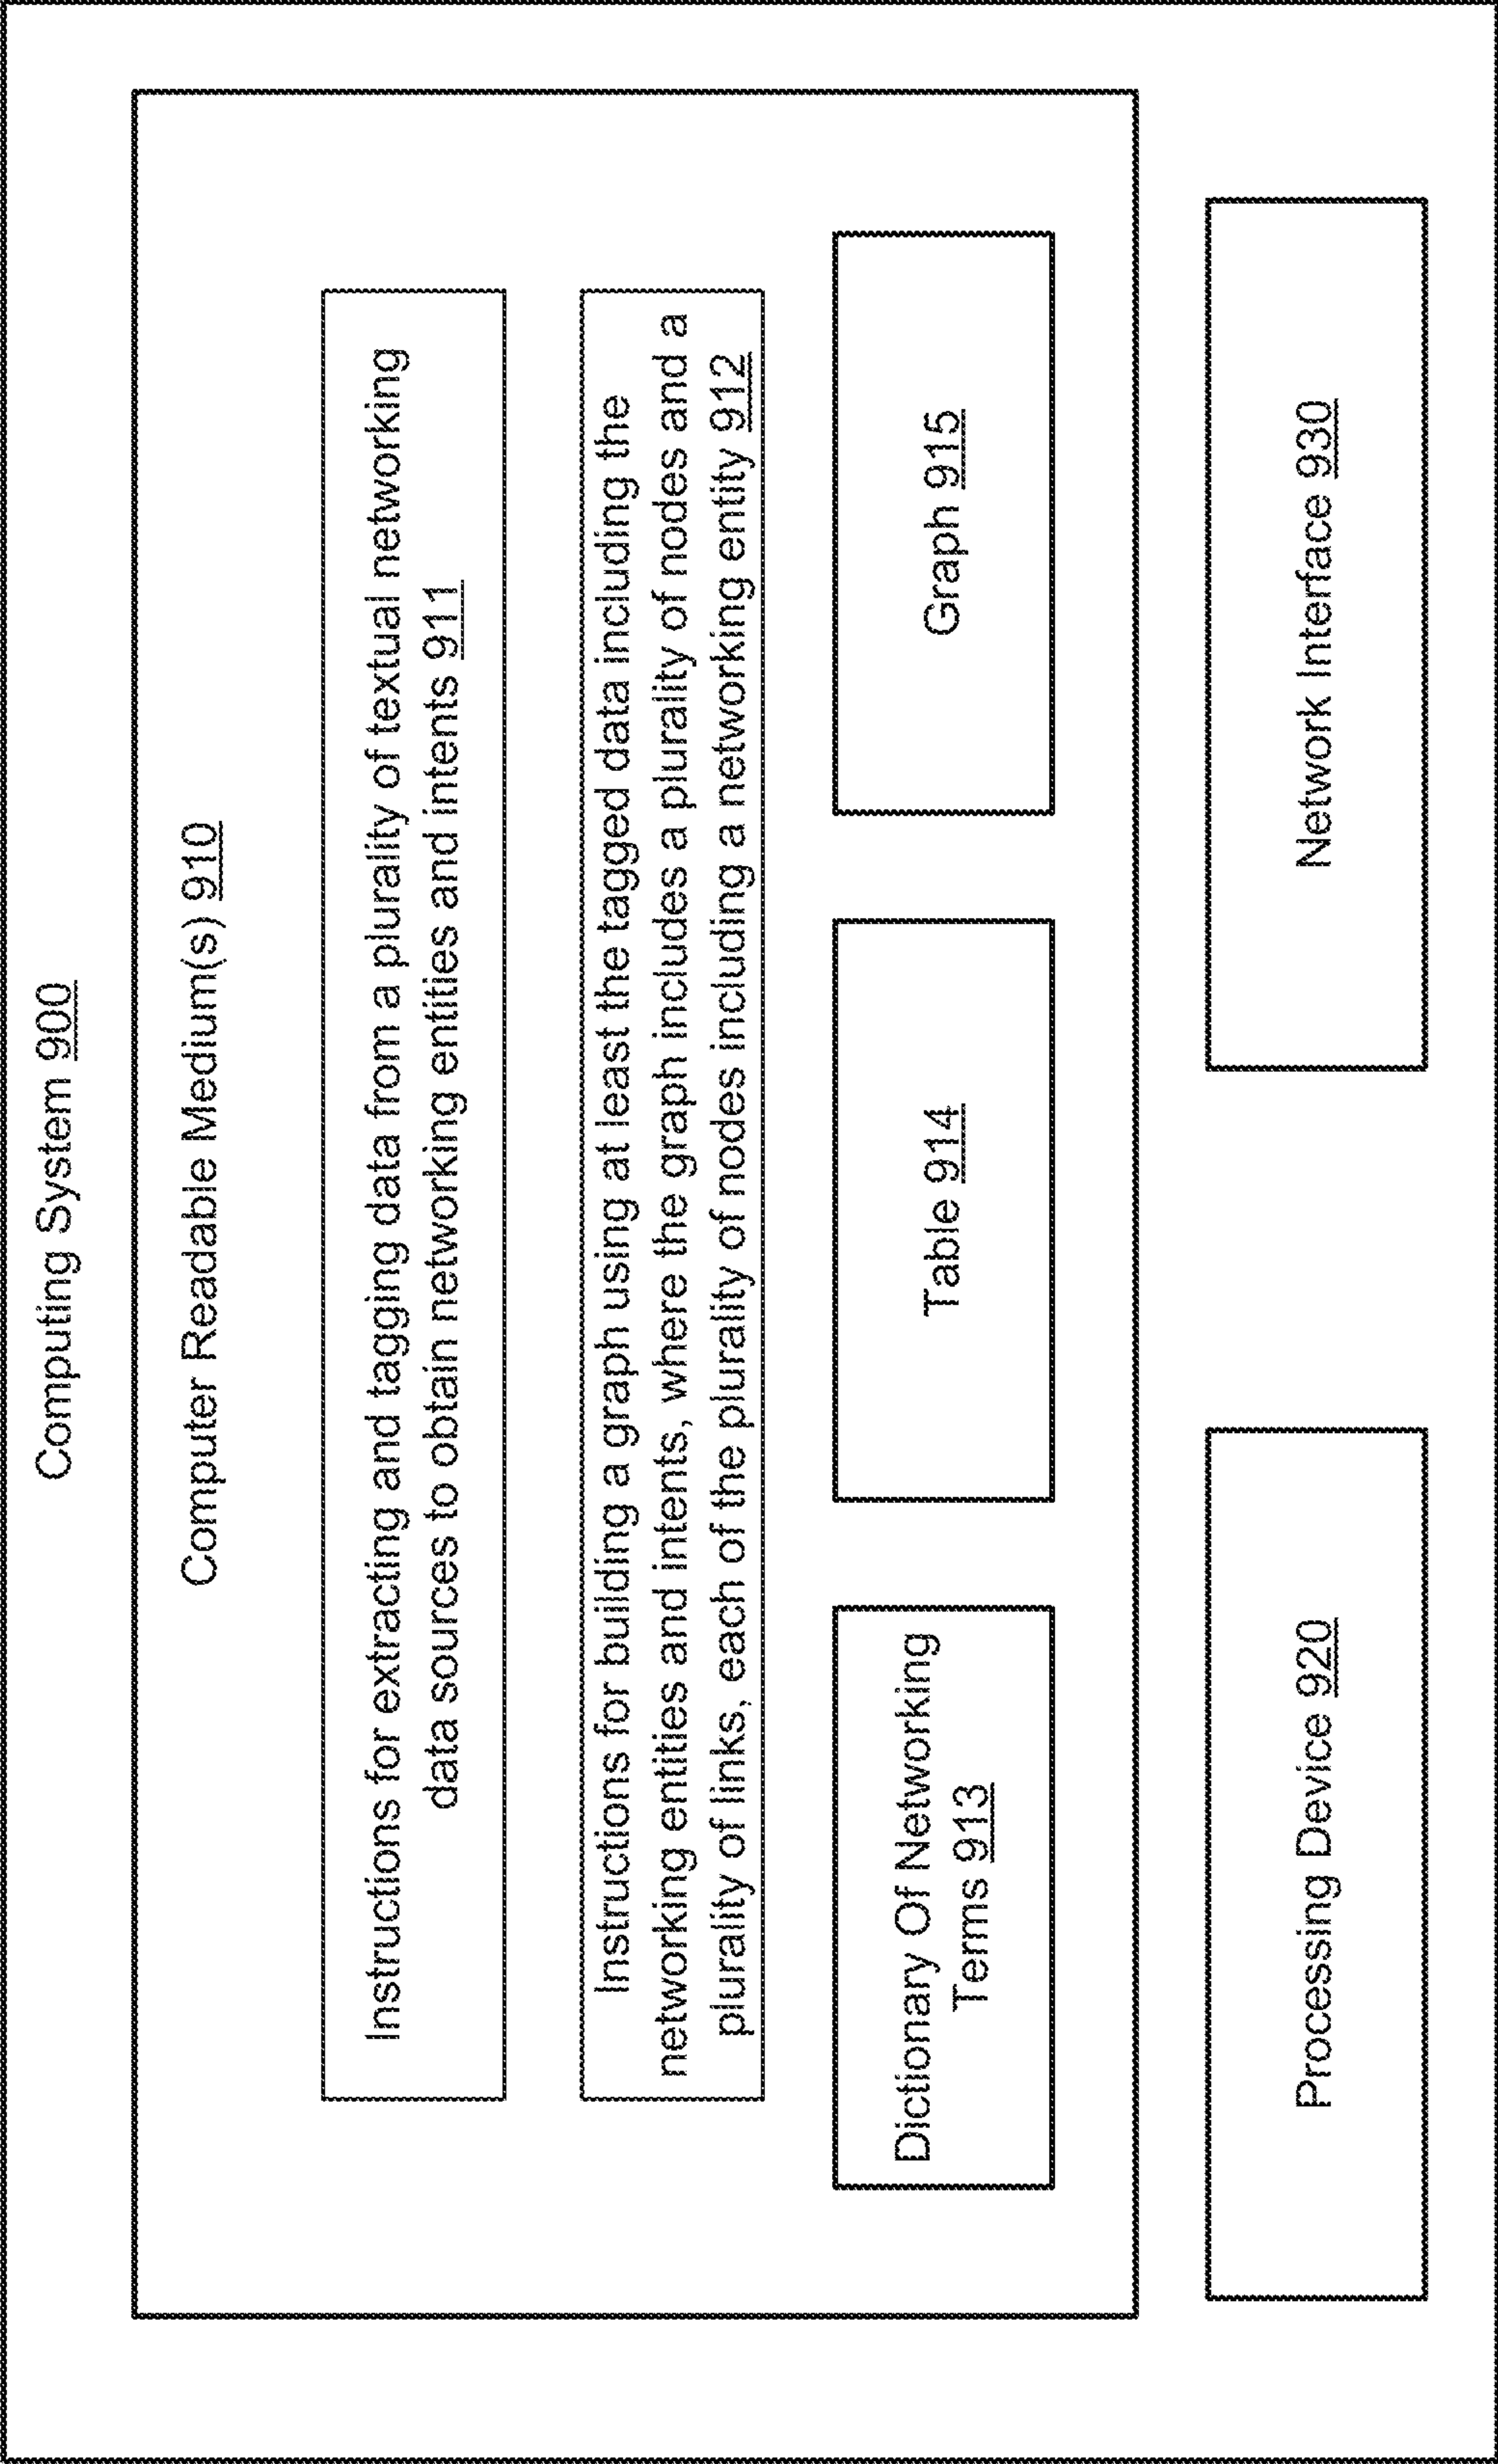 Computing System 900
Computer Readable Medium(s) 910
Instructions for extracting and tagging data from a plurality of textual networking
data sources to obtain networking entities and intents 911
Instructions for building a graph using at least the tagged data including the
networking entities and intents, where the graph includes a plurality of nodes and a
plurality of links, each of the plurality of nodes including a networking entity 912
Dictionary Of Networking
Terms 913
Table 914
Graph 915
Processing Device 920
Network Interface 930